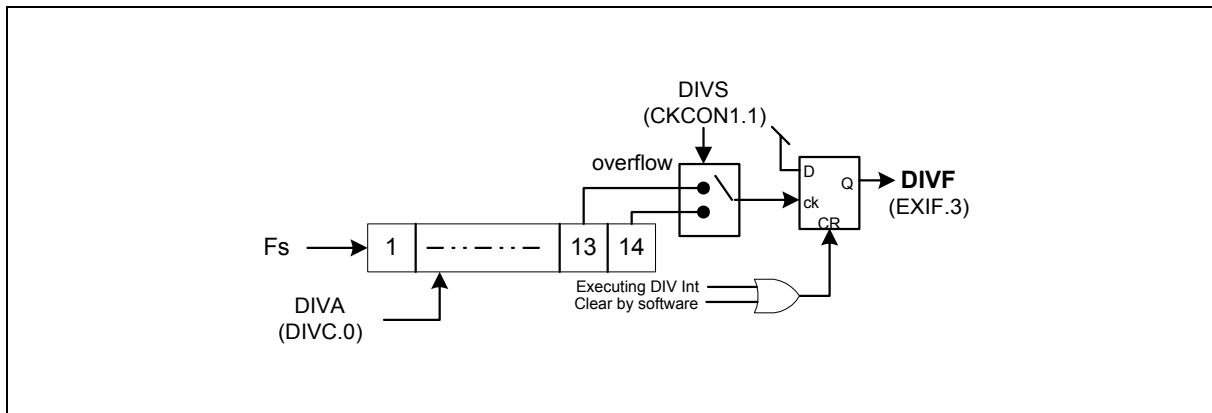 DIVS
(CKCON1.1)
overflow
D
Q
DIVF
ck
(EXIF.3)
CR
Fs
1
13
14
Executing DIV Int
Clear by software
DIVA
(DIVC.0)